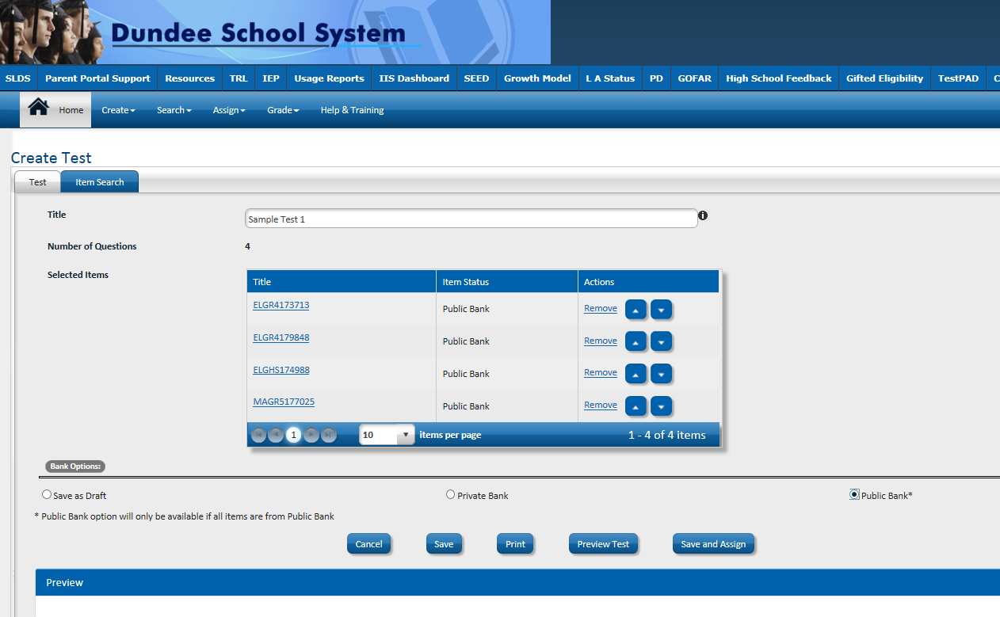 Dundee School System
SLDS Parent Portal Support Resources TRL IEP Usage Reports IIS Dashboard SEED Growth Model L A Status PD GOFAR High School Feedback Gifted Eligibility TestPAD
Home Create Search Assign Grade Help & Training
Create Test
Test Item Search
Title Sample Test 1
Number of Questions 4
Selected Items
Title Item Status Actions
ELGR4173713 Public Bank Remove
ELGR4179848 Public Bank Remove
ELGHS174988 Public Bank Remove
MAGR5177025 Public Bank Remove
1 10 items per page 1 - 4 of 4 items
Bank Options:
Save as Draft Private Bank Public Bank*
* Public Bank option will only be available if all items are from Public Bank
Cancel Save Print Preview Test Save and Assign
Preview